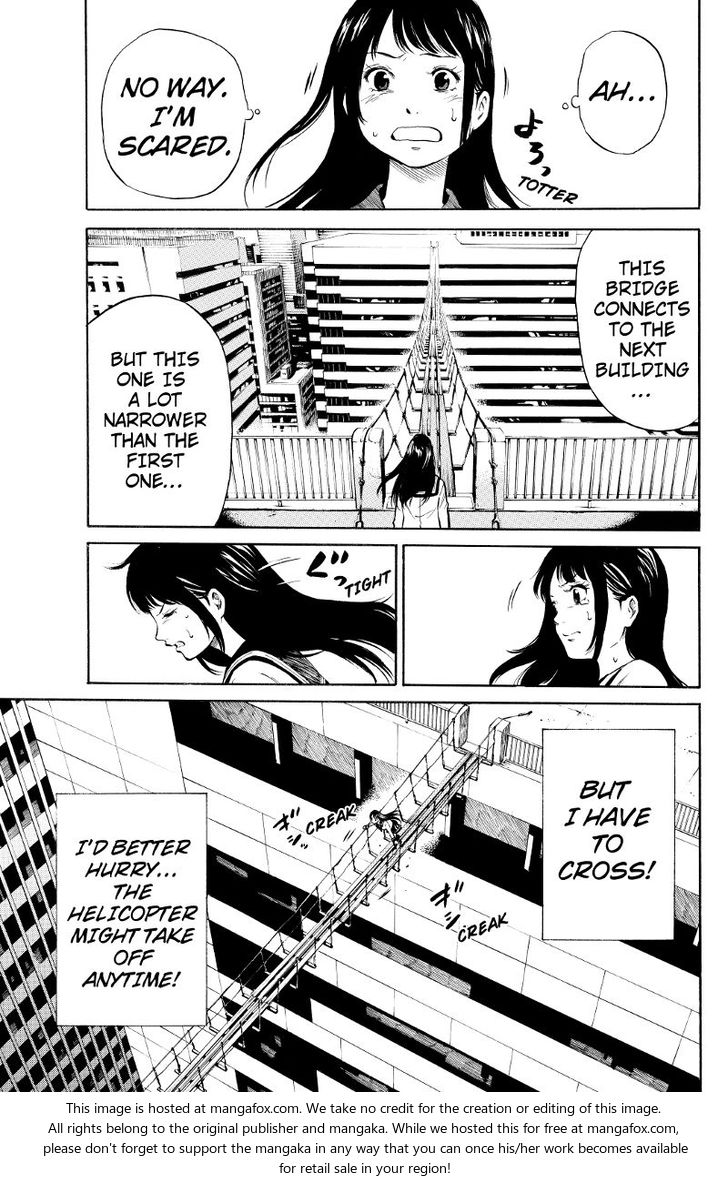 AH...
よろっ
TOTTER
NO WAY.
I'M
SCARED.
THIS
BRIDGE
CONNECTS
TO THE
NEXT
BUILDING
...
BUT THIS
ONE IS
A LOT
NARROWER
THAN THE
FIRST
ONE...
ぐっ
TIGHT
BUT
I HAVE
TO
CROSS!
ギシッ
CREAK
ギシ
CREAK
I'D BETTER
HURRY...
THE
HELICOPTER
MIGHT TAKE
OFF
ANYTIME!
This image is hosted at mangafox.com. We take no credit for the creation or editing of this image.
All rights belong to the original publisher and mangaka. While we hosted this for free at mangafox.com,
please don't forget to support the mangaka in any way that you can once his/her work becomes available
for retail sale in your region!